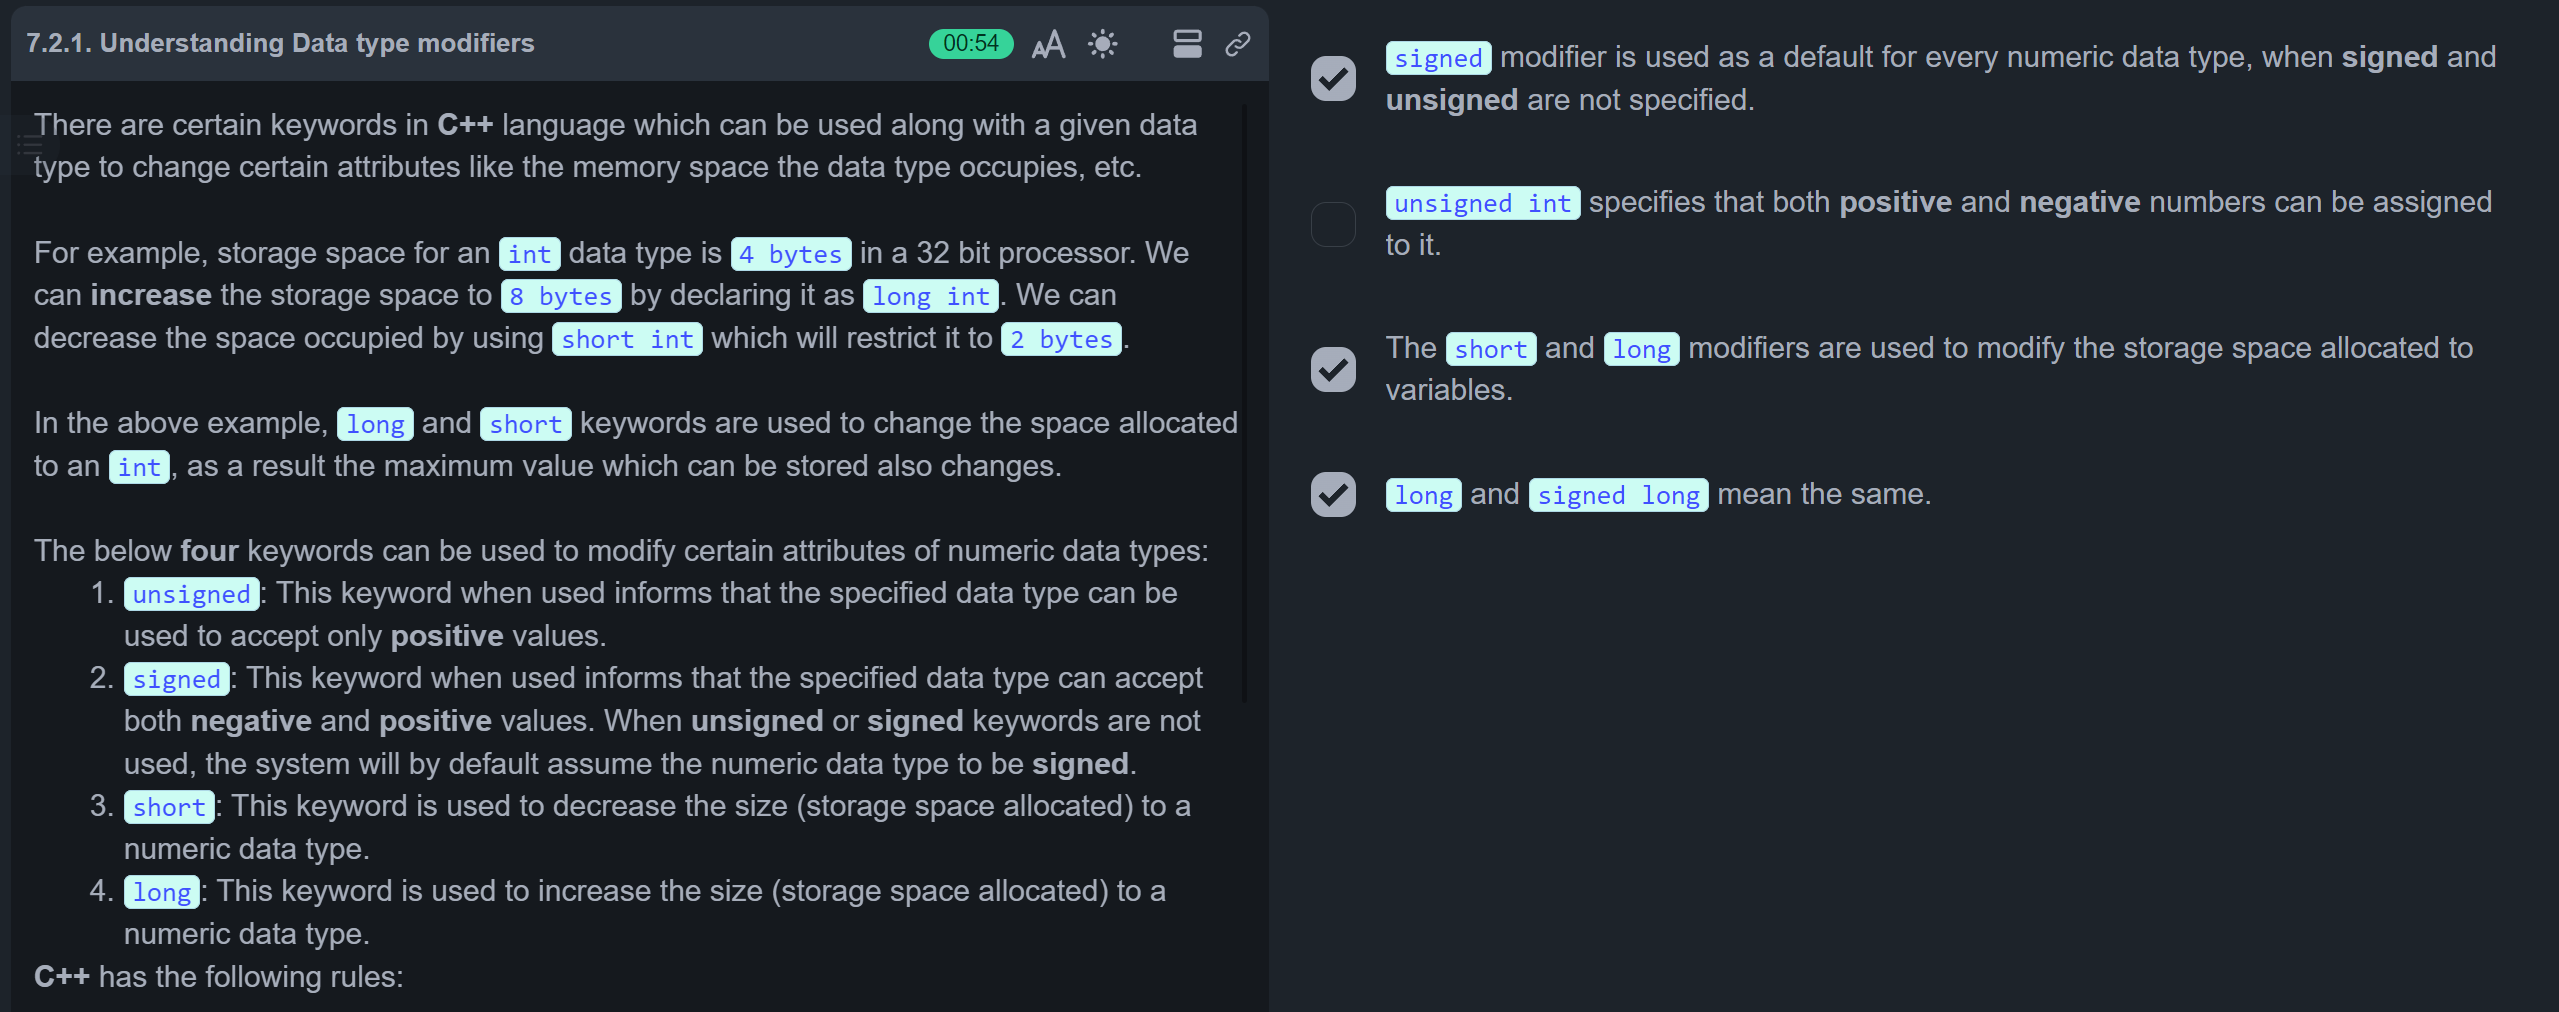 7.2.1. Understanding Data type modifiers
00:54
There are certain keywords in C++ language which can be used along with a given data
type to change certain attributes like the memory space the data type occupies, etc.
For example, storage space for an int data type is 4 bytes in a 32 bit processor. We
can increase the storage space to 8 bytes by declaring it as long int. We can
decrease the space occupied by using short int which will restrict it to 2 bytes.
In the above example, long and short keywords are used to change the space allocated
to an int, as a result the maximum value which can be stored also changes.
The below four keywords can be used to modify certain attributes of numeric data types:
1. unsigned: This keyword when used informs that the specified data type can be
used to accept only positive values.
2. signed: This keyword when used informs that the specified data type can accept
both negative and positive values. When unsigned or signed keywords are not
used, the system will by default assume the numeric data type to be signed.
3. short: This keyword is used to decrease the size (storage space allocated) to a
numeric data type.
4. long: This keyword is used to increase the size (storage space allocated) to a
numeric data type.
C++ has the following rules:
signed modifier is used as a default for every numeric data type, when signed and
unsigned are not specified.
unsigned int specifies that both positive and negative numbers can be assigned
to it.
The short and long modifiers are used to modify the storage space allocated to
variables.
long and signed long mean the same.